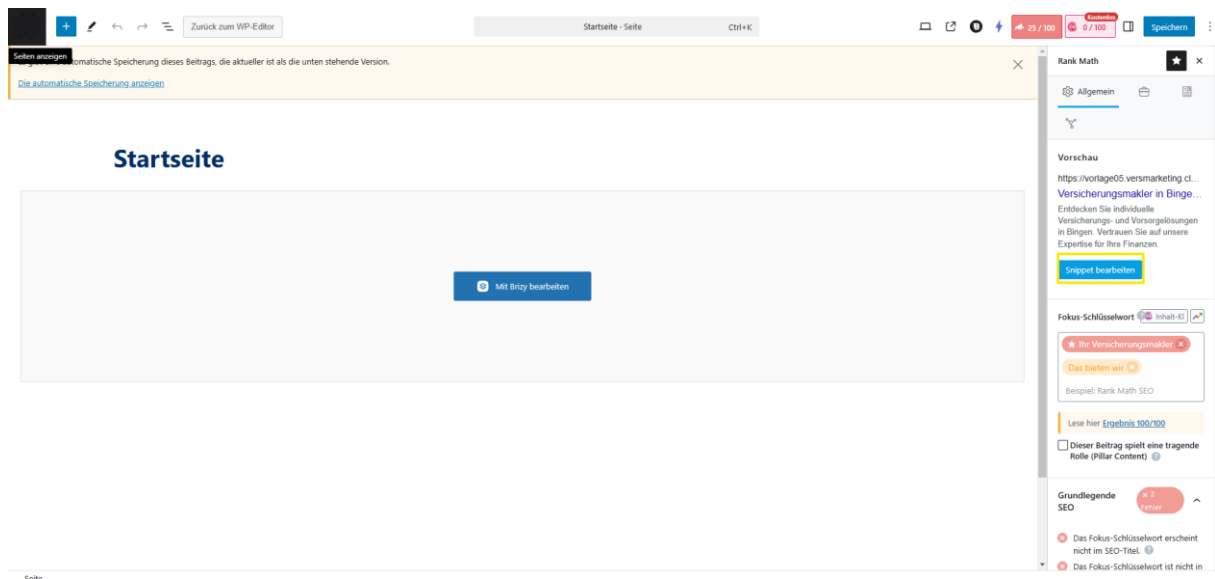 Zurück zum WP-Editor
Startseite - Seite
Ctrl+K
25 / 100
Kostenlos
0 / 100
Speichern
Seiten anzeigen
omatische Speicherung dieses Beitrags, die aktueller ist als die unten stehende Version.
Die automatische Speicherung anzeigen
Startseite
Mit Brizy bearbeiten
Rank Math
Allgemein
Vorschau
https://vorlage05.versmarketing.cl...
Versicherungsmakler in Binge...
Entdecken Sie individuelle
Versicherungs- und Vorsorgelösungen
in Bingen. Vertrauen Sie auf unsere
Expertise für Ihre Finanzen.
Snippet bearbeiten
Fokus-Schlüsselwort
Inhalt-KI
Ihr Versicherungsmakler
Das bieten wir
Beispiel: Rank Math SEO
Lese hier Ergebnis 100/100
Dieser Beitrag spielt eine tragende
Rolle (Pillar Content)
Grundlegende
SEO
× 2
Fehler
Das Fokus-Schlüsselwort erscheint
nicht im SEO-Titel.
Das Fokus-Schlüsselwort ist nicht in
Seite